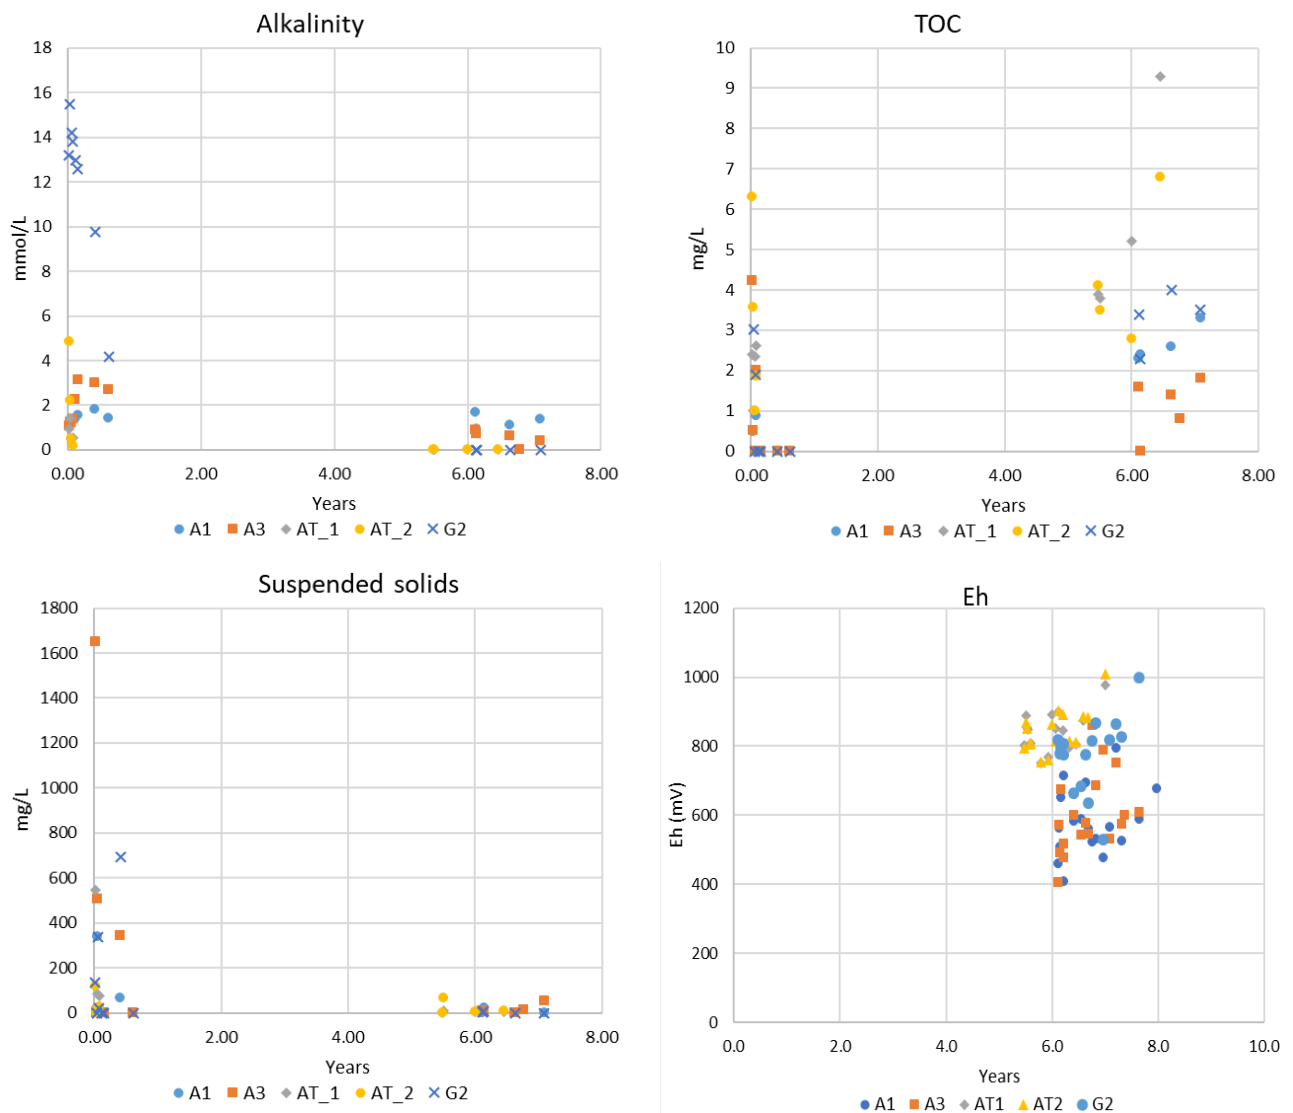 Alkalinity
18
16
14
12
10
8
6
4
2
0
mmol/L
0.00 2.00 4.00 6.00 8.00
Years
A1 A3 AT_1 AT_2 G2
TOC
10
9
8
7
6
5
4
3
2
1
0
mg/L
0.00 2.00 4.00 6.00 8.00
Years
A1 A3 AT_1 AT_2 G2
Suspended solids
1800
1600
1400
1200
1000
800
600
400
200
0
mg/L
0.00 2.00 4.00 6.00 8.00
Years
A1 A3 AT_1 AT_2 G2
Eh
1200
1000
800
600
400
200
0
Eh (mV)
0.0 2.0 4.0 6.0 8.0 10.0
Years
A1 A3 AT1 AT2 G2